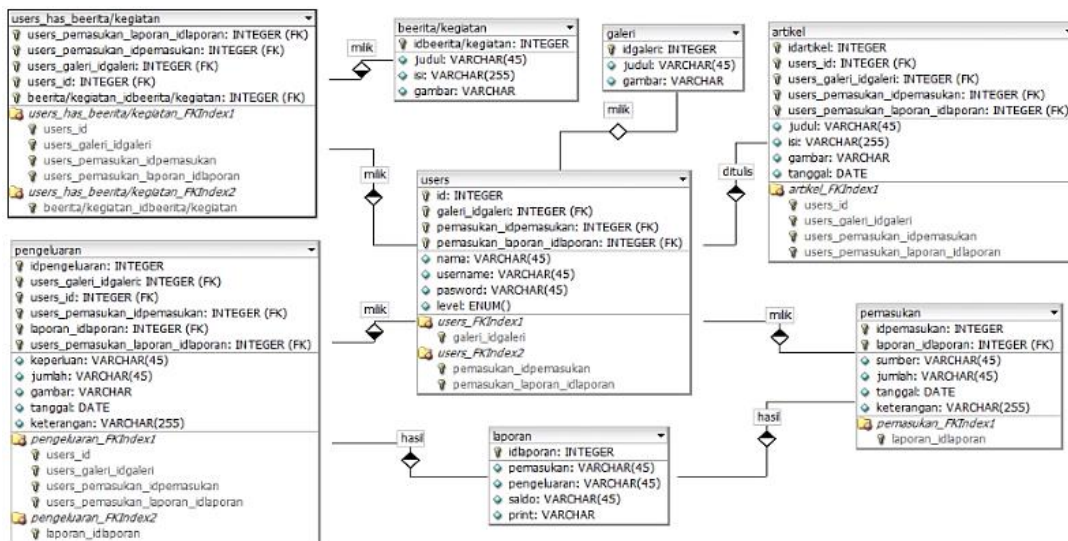 users_has_beerita/kegiatan
users_pemasukan_laporan_idlaporan: INTEGER (FK)
users_pemasukan_idpemasukan: INTEGER (FK)
users_galeri_idgaleri: INTEGER (FK)
users_id: INTEGER (FK)
beerita/kegiatan_idbeerita/kegiatan: INTEGER (FK)
users_has_beerita/kegiatan_FKIndex1
users_id
users_galeri_idgaleri
users_pemasukan_idpemasukan
users_pemasukan_laporan_idlaporan
users_has_beerita/kegiatan_FKIndex2
beerita/kegiatan_idbeerita/kegiatan
milik
beerita/kegiatan
idbeerita/kegiatan: INTEGER
judul: VARCHAR(45)
isi: VARCHAR(255)
gambar: VARCHAR
galeri
idgaleri: INTEGER
judul: VARCHAR(45)
gambar: VARCHAR
milik
artikel
idartikel: INTEGER
users_id: INTEGER (FK)
users_galeri_idgaleri: INTEGER (FK)
users_pemasukan_idpemasukan: INTEGER (FK)
users_pemasukan_laporan_idlaporan: INTEGER (FK)
judul: VARCHAR(45)
isi: VARCHAR(255)
gambar: VARCHAR
tanggal: DATE
artikel_FKIndex1
users_id
users_galeri_idgaleri
users_pemasukan_idpemasukan
users_pemasukan_laporan_idlaporan
milik
users
id: INTEGER
galeri_idgaleri: INTEGER (FK)
pemasukan_idpemasukan: INTEGER (FK)
pemasukan_laporan_idlaporan: INTEGER (FK)
nama: VARCHAR(45)
username: VARCHAR(45)
pasword: VARCHAR(45)
level: ENUM()
users_FKIndex1
galeri_idgaleri
users_FKIndex2
pemasukan_idpemasukan
pemasukan_laporan_idlaporan
ditulis
pengeluaran
idpengeluaran: INTEGER
users_galeri_idgaleri: INTEGER (FK)
users_id: INTEGER (FK)
users_pemasukan_idpemasukan: INTEGER (FK)
laporan_idlaporan: INTEGER (FK)
users_pemasukan_laporan_idlaporan: INTEGER (FK)
keperluan: VARCHAR(45)
jumlah: VARCHAR(45)
gambar: VARCHAR
tanggal: DATE
keterangan: VARCHAR(255)
pengeluaran_FKIndex1
users_id
users_galeri_idgaleri
users_pemasukan_idpemasukan
users_pemasukan_laporan_idlaporan
pengeluaran_FKIndex2
laporan_idlaporan
milik
milik
pemasukan
idpemasukan: INTEGER
laporan_idlaporan: INTEGER (FK)
sumber: VARCHAR(45)
jumlah: VARCHAR(45)
tanggal: DATE
keterangan: VARCHAR(255)
pemasukan_FKIndex1
laporan_idlaporan
hasil
laporan
idlaporan: INTEGER
pemasukan: VARCHAR(45)
pengeluaran: VARCHAR(45)
saldo: VARCHAR(45)
print: VARCHAR
hasil